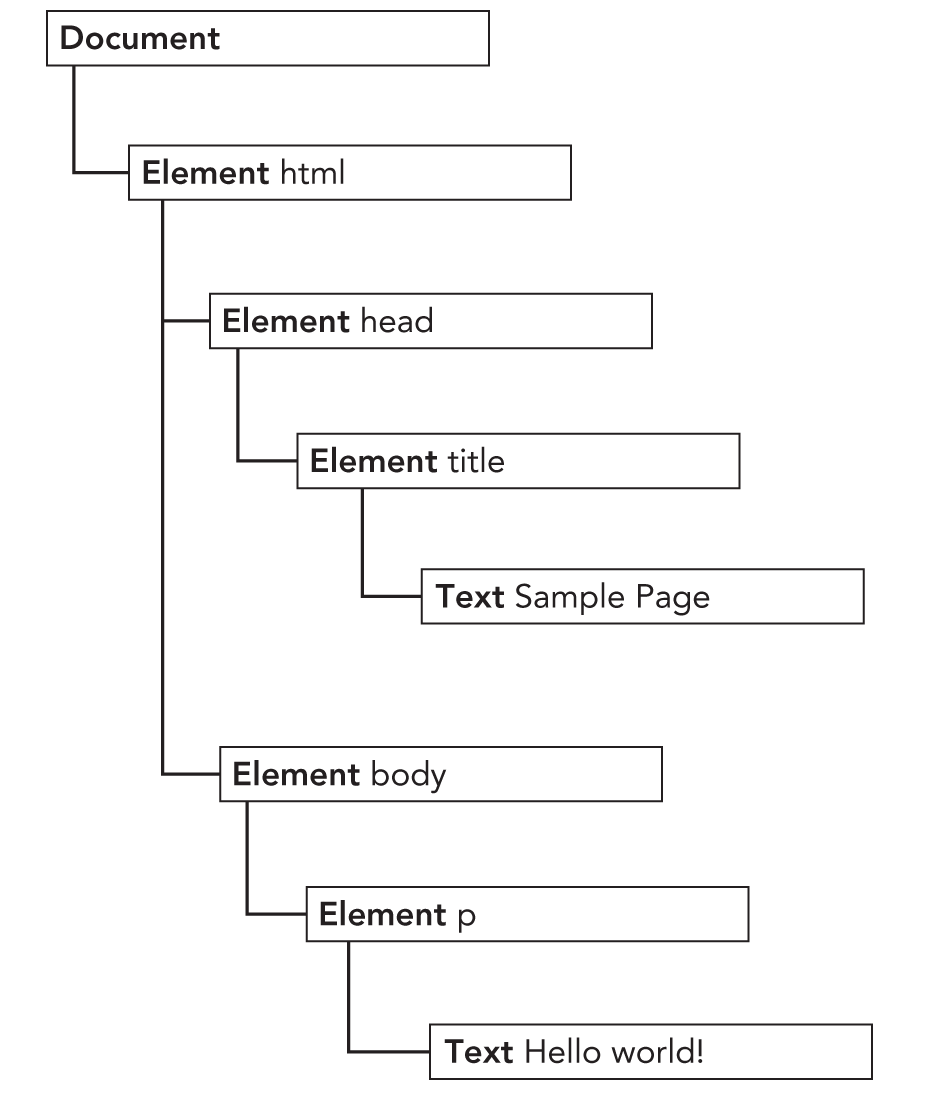 Document
Element html
Element head
Element title
Text Sample Page
Element body
Element p
Text Hello world!